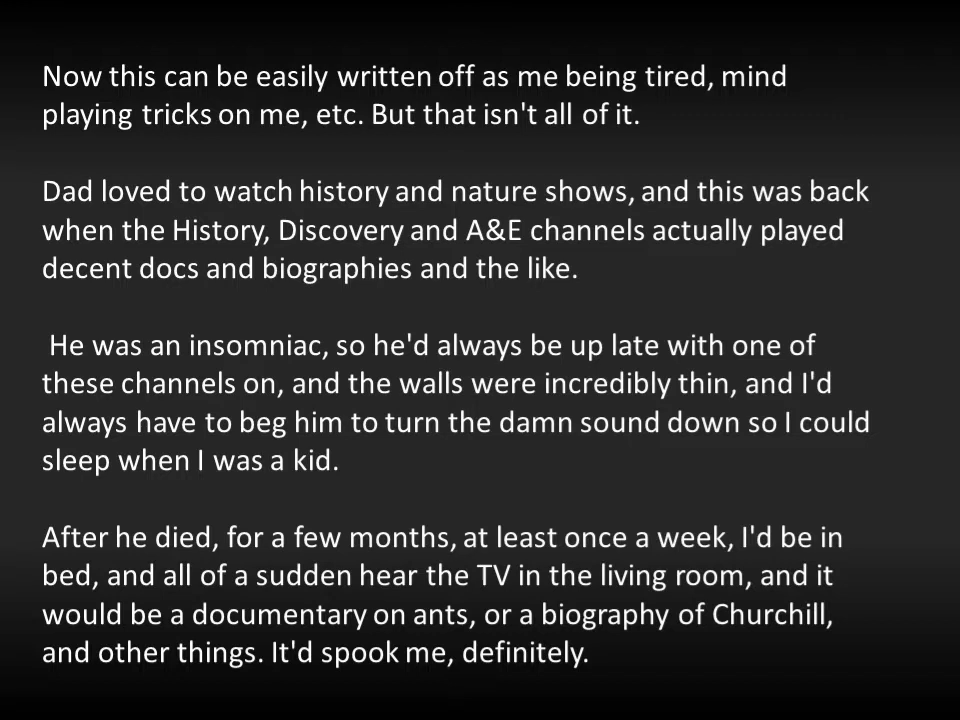 Now this can be easily written off as me being tired, mind
playing tricks on me, etc. But that isn't all of it.
Dad loved to watch history and nature shows, and this was back
when the History, Discovery and A&E channels actually played
decent docs and biographies and the like.
He was an insomniac, so he'd always be up late with one of
these channels on, and the walls were incredibly thin, and I'd
always have to beg him to turn the damn sound down so I could
sleep when I was a kid.
After he died, for a few months, at least once a week, I'd be in
bed, and all of a sudden hear the TV in the living room, and it
would be a documentary on ants, or a biography of Churchill,
and other things. It'd spook me, definitely.